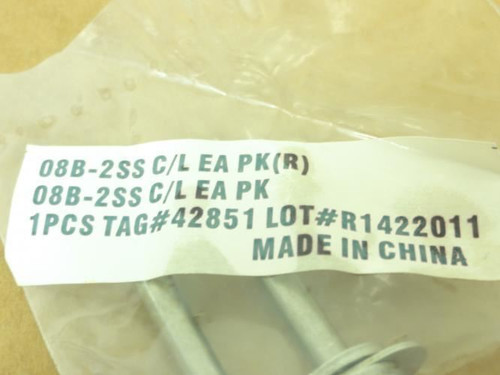 08B-2SS C/L EA PK(R)
08B-2SS C/L EA PK
1PCS TAG#42851 LOT#R1422011
MADE IN CHINA